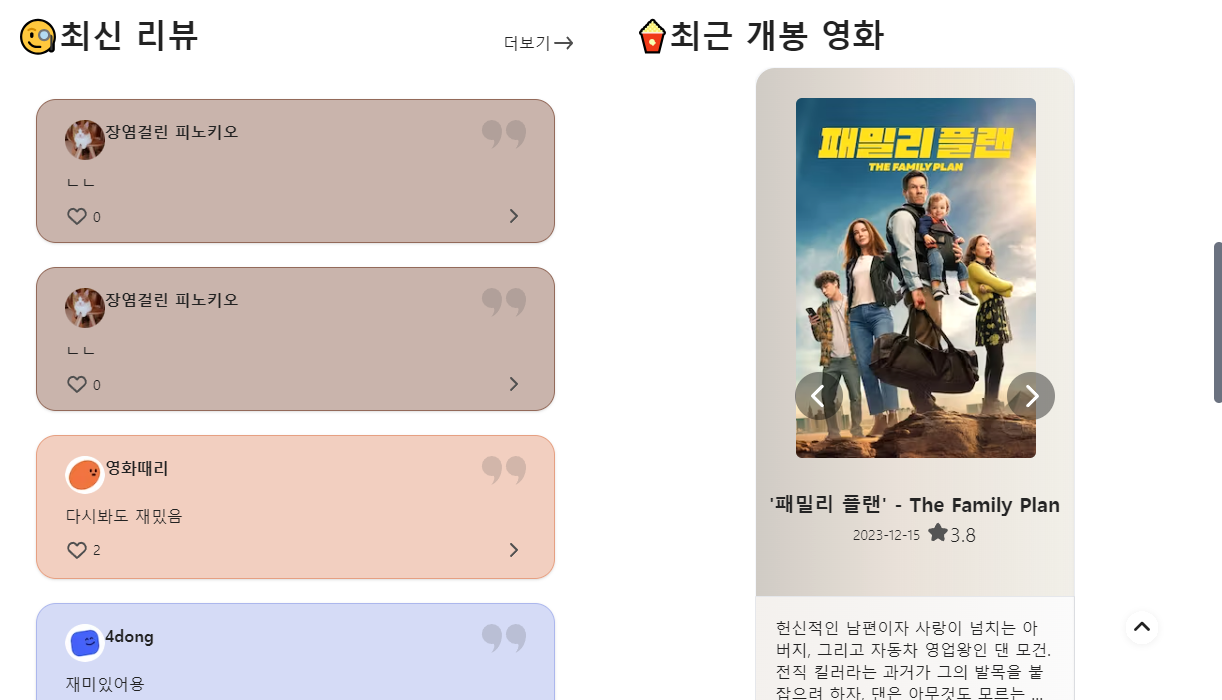 최신 리뷰
더보기
장염걸린 피노키오
ㄴㄴ
0
장염걸린 피노키오
ㄴㄴ
0
영화때리
다시봐도 재밌음
2
4dong
재미있어용
최근 개봉 영화
패밀리 플랜
THE FAMILY PLAN
'패밀리 플랜' - The Family Plan
2023-12-15 3.8
헌신적인 남편이자 사랑이 넘치는 아
버지, 그리고 자동차 영업왕인 댄 모건.
전직 킬러라는 과거가 그의 발목을 붙
잡으려 하자, 댄은 아무것도 모르는 ...